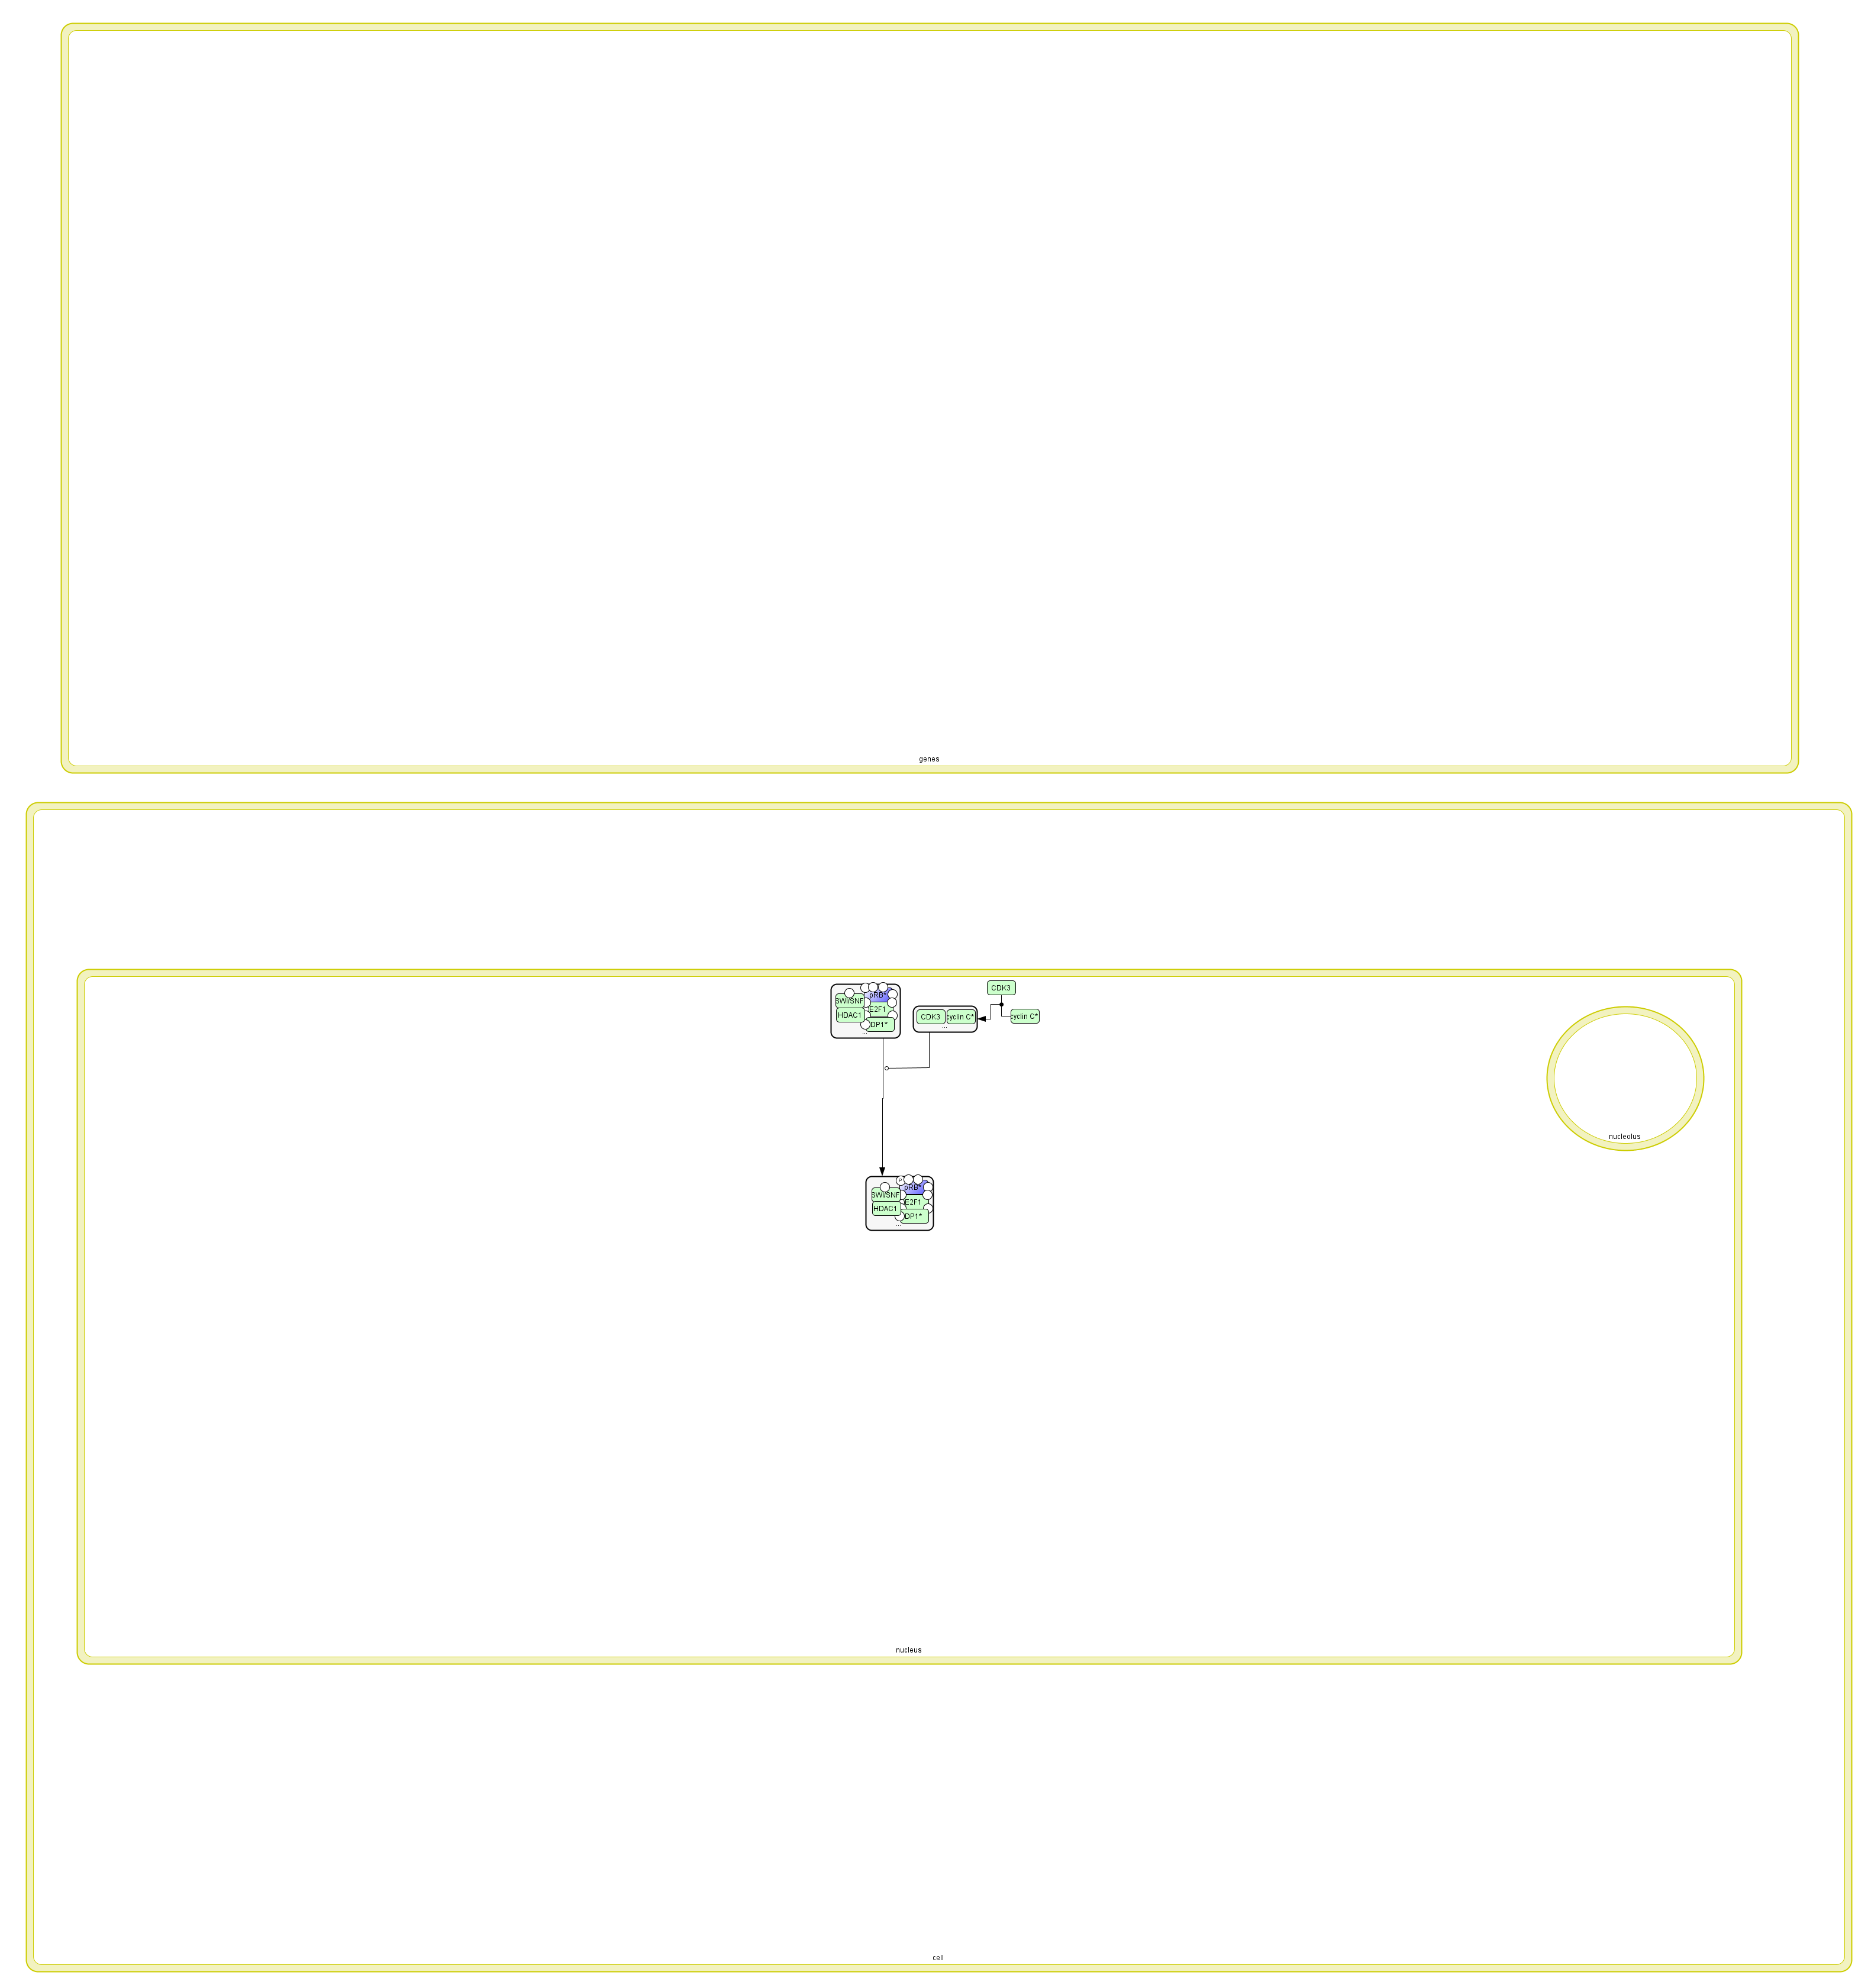 genes
pRB*
SWI/SNF
E2F1
HDAC1
DP1*
...
CDK3
cyclin C*
...
CDK3
cyclin C*
nucleolus
P
pRB*
SWI/SNF
E2F1
HDAC1
DP1*
...
nucleus
cell